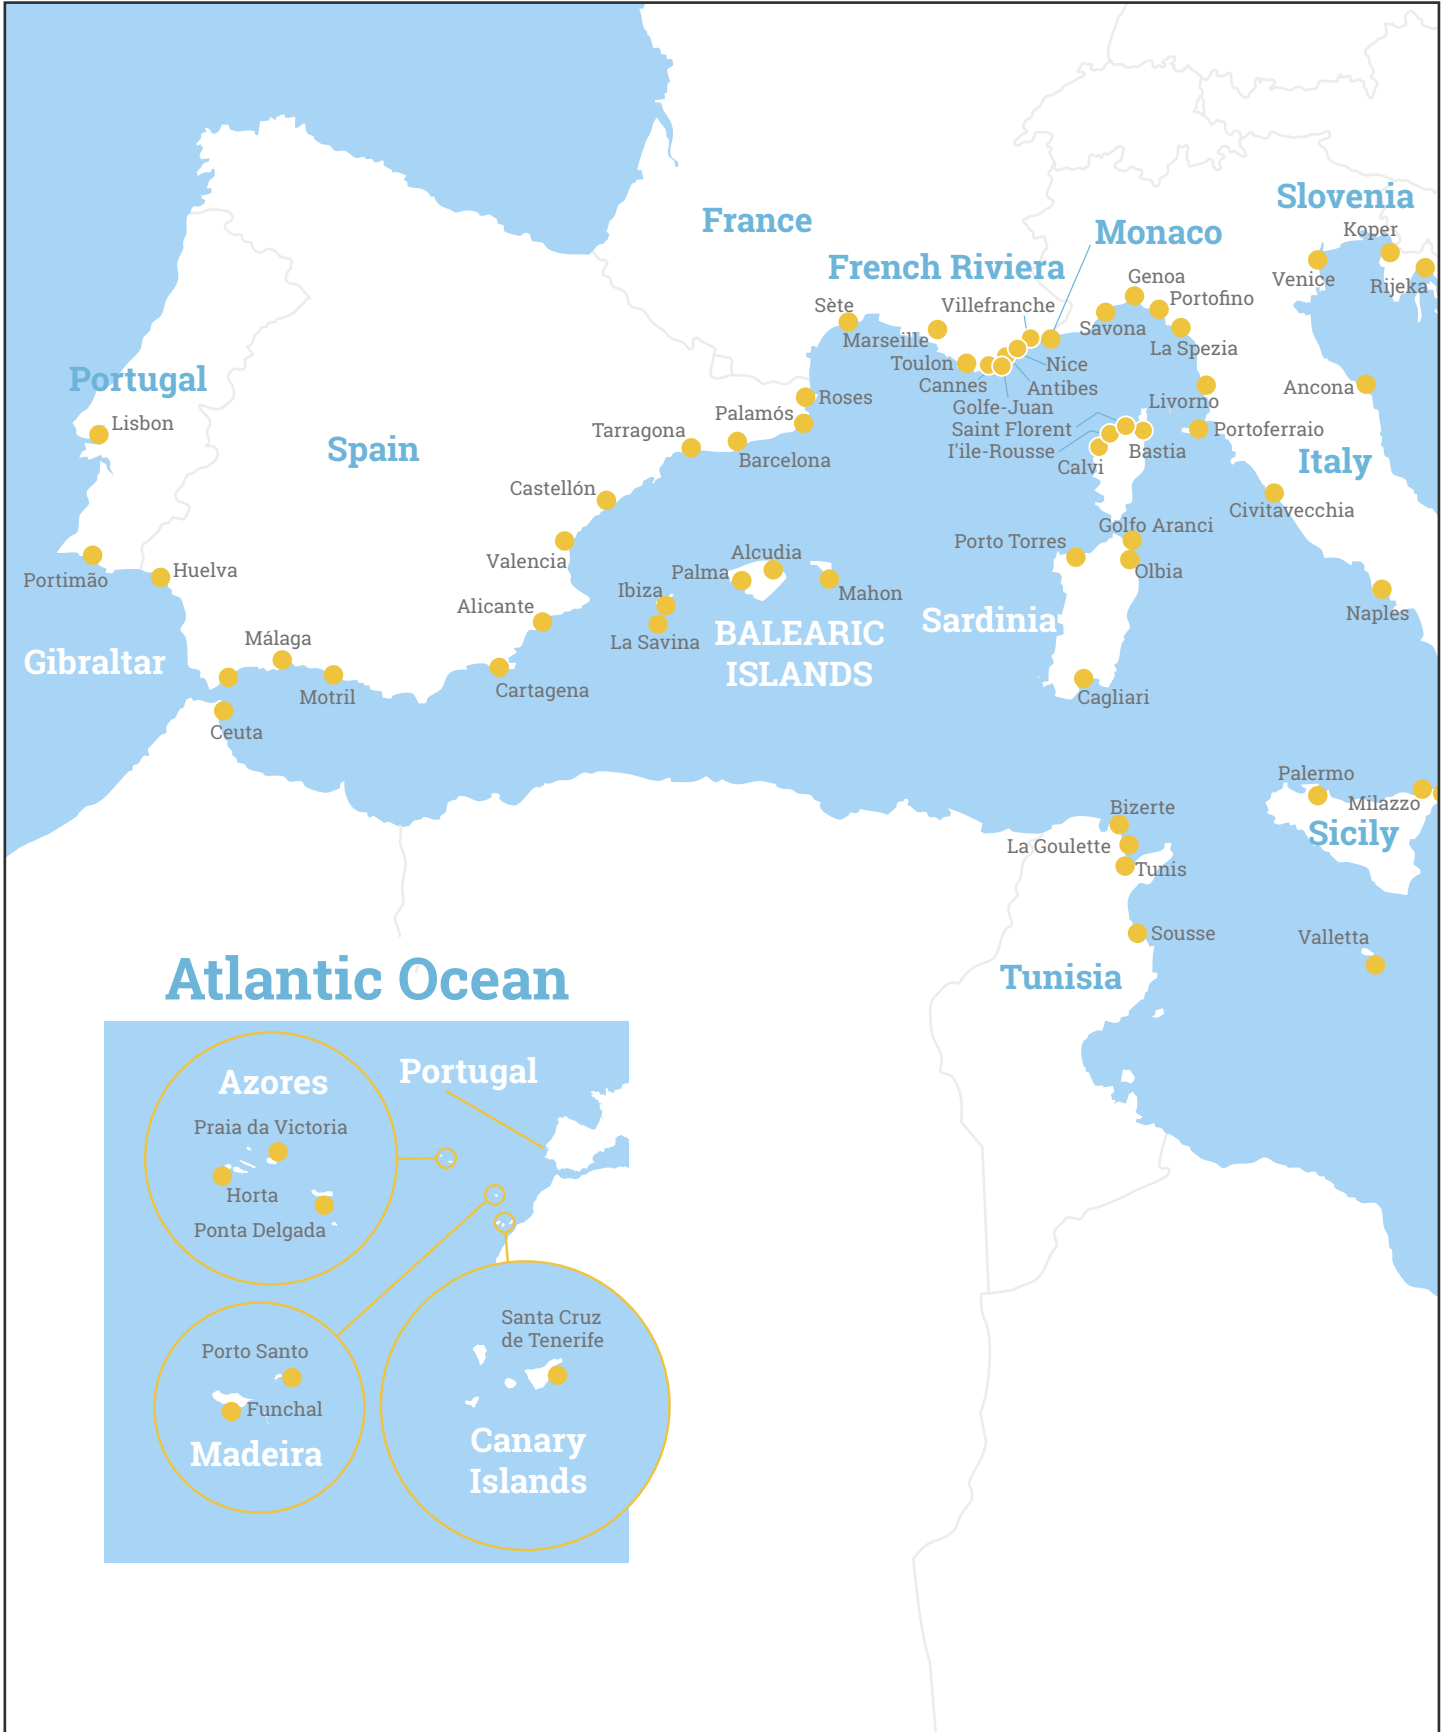 Slovenia
France
Monaco
Koper
French Riviera
Venice
Rijeka
Genoa
Portofino
Villefranche
Sète
Savona
Marseille
La Spezia
Toulon
Nice
Cannes
Antibes
Portugal
Ancona
Roses
Livorno
Golfe-Juan
Palamós
Lisbon
Tarragona
Saint Florent
Portoferraio
Spain
I'ile-Rousse
Bastia
Barcelona
Calvi
Italy
Castellón
Civitavecchia
Golfo Aranci
Porto Torres
Alcudia
Valencia
Huelva
Palma
Olbia
Portimão
Ibiza
Mahon
Alicante
Naples
Sardinia
Málaga
La Savina
BALEARIC
ISLANDS
Gibraltar
Cartagena
Motril
Cagliari
Ceuta
Palermo
Milazzo
Bizerte
Sicily
La Goulette
Tunis
Sousse
Valletta
Tunisia
Atlantic Ocean
Azores
Portugal
Praia da Victoria
Horta
Ponta Delgada
Santa Cruz
de Tenerife
Porto Santo
Funchal
Madeira
Canary
Islands